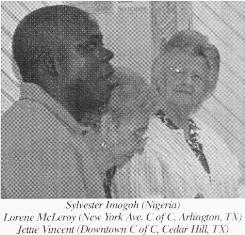 Sylvester Imogoh (Nigeria)
Lorene McLeroy (New York Ave. C of C, Arlington, TX)
Jettie Vincent (Downtown C of C, Cedar Hill, TX)